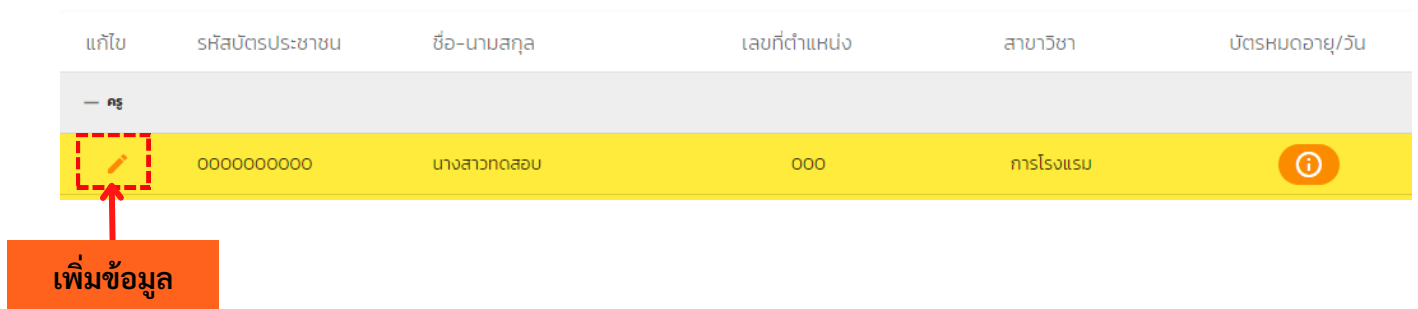 แก้ไข รหัสบัตรประชาชน ชื่อ-นามสกุล เลขที่ตำแหน่ง สาขาวิชา บัตรหมดอายุ/วัน
— ครู
0000000000 นางสาวทดสอบ 000 การโรงแรม
เพิ่มข้อมูล